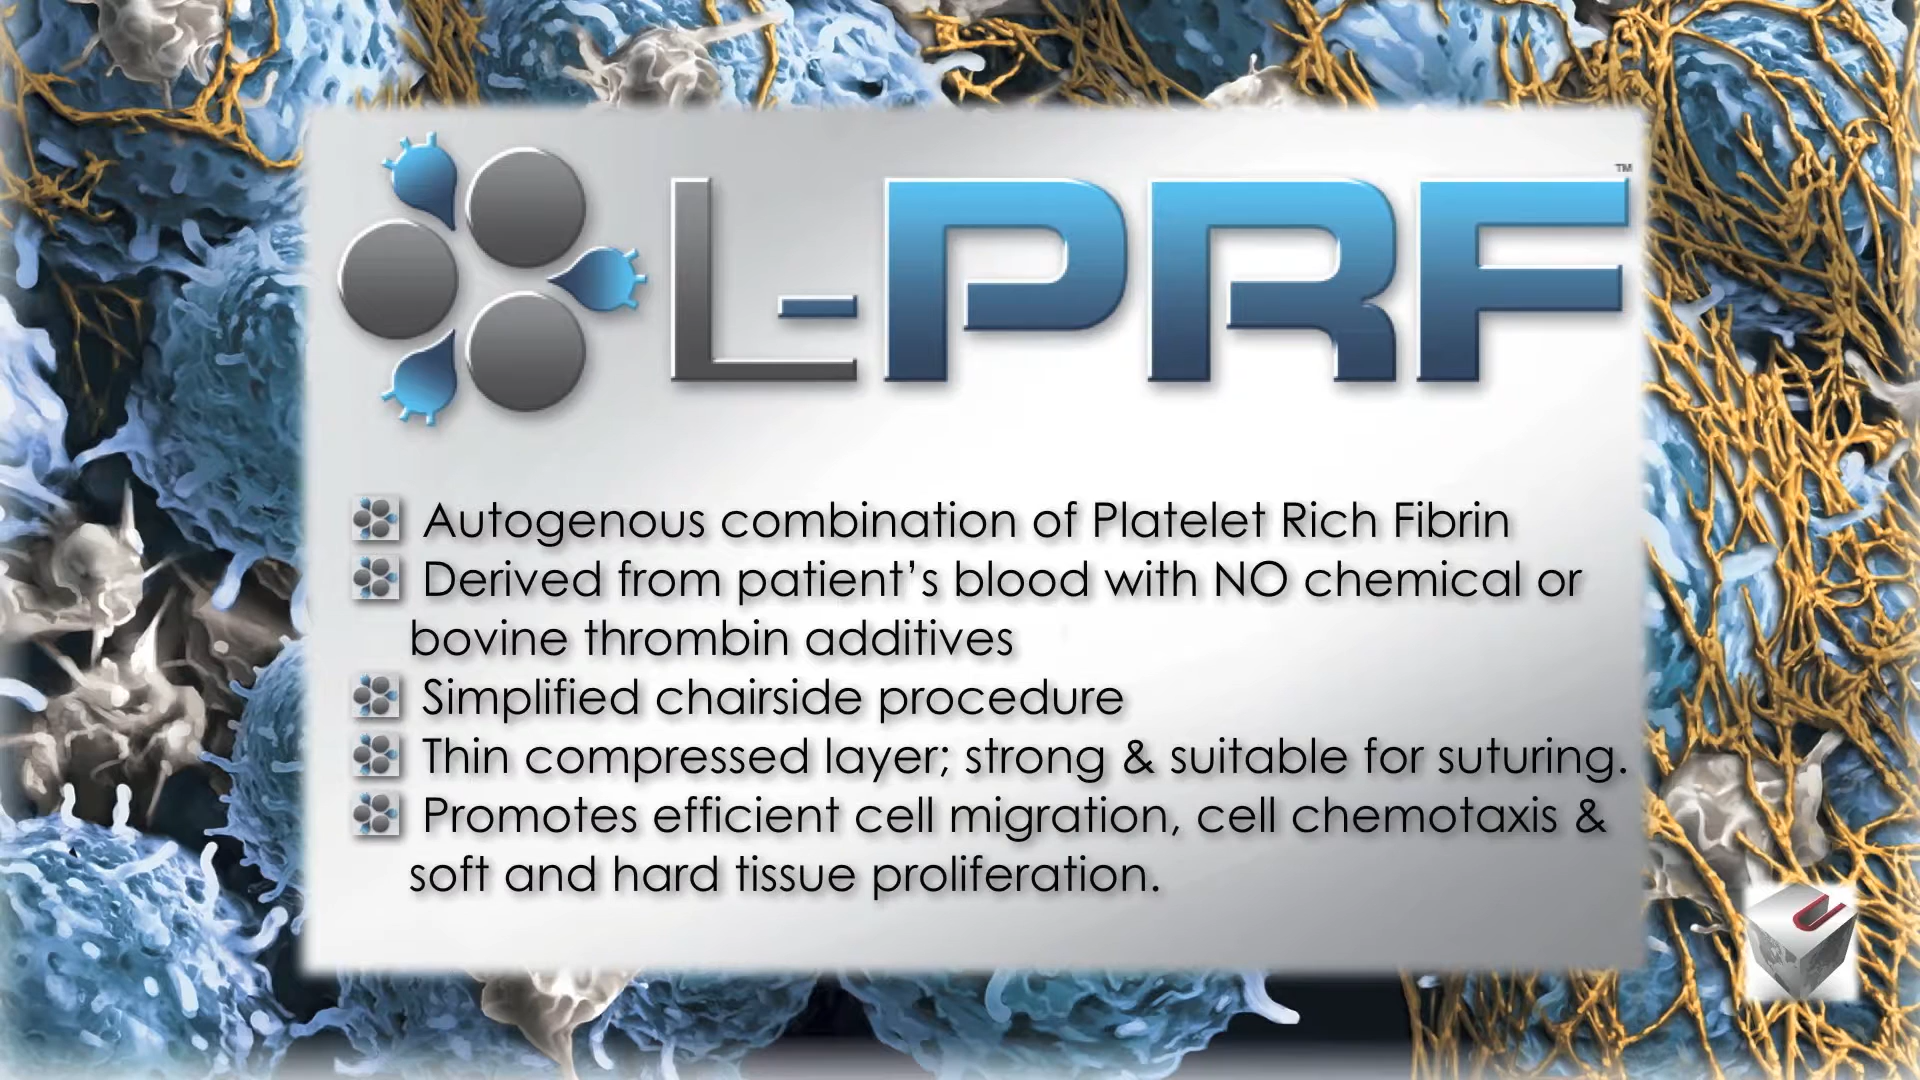 L-PRF™
Autogenous combination of Platelet Rich Fibrin
Derived from patient’s blood with NO chemical or
bovine thrombin additives
Simplified chairside procedure
Thin compressed layer; strong & suitable for suturing.
Promotes efficient cell migration, cell chemotaxis &
soft and hard tissue proliferation.